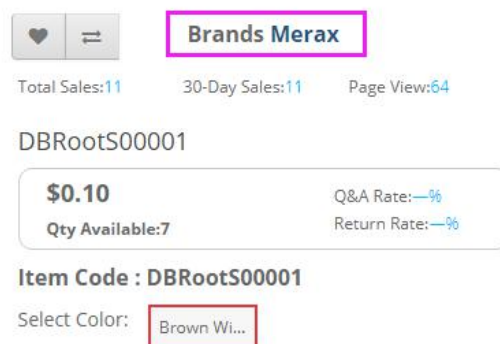 Brands Merax
Total Sales:11 30-Day Sales:11 Page View:64
DBRootS00001
$0.10 Q&A Rate:—%
Qty Available:7 Return Rate:—%
Item Code : DBRootS00001
Select Color: Brown Wi...